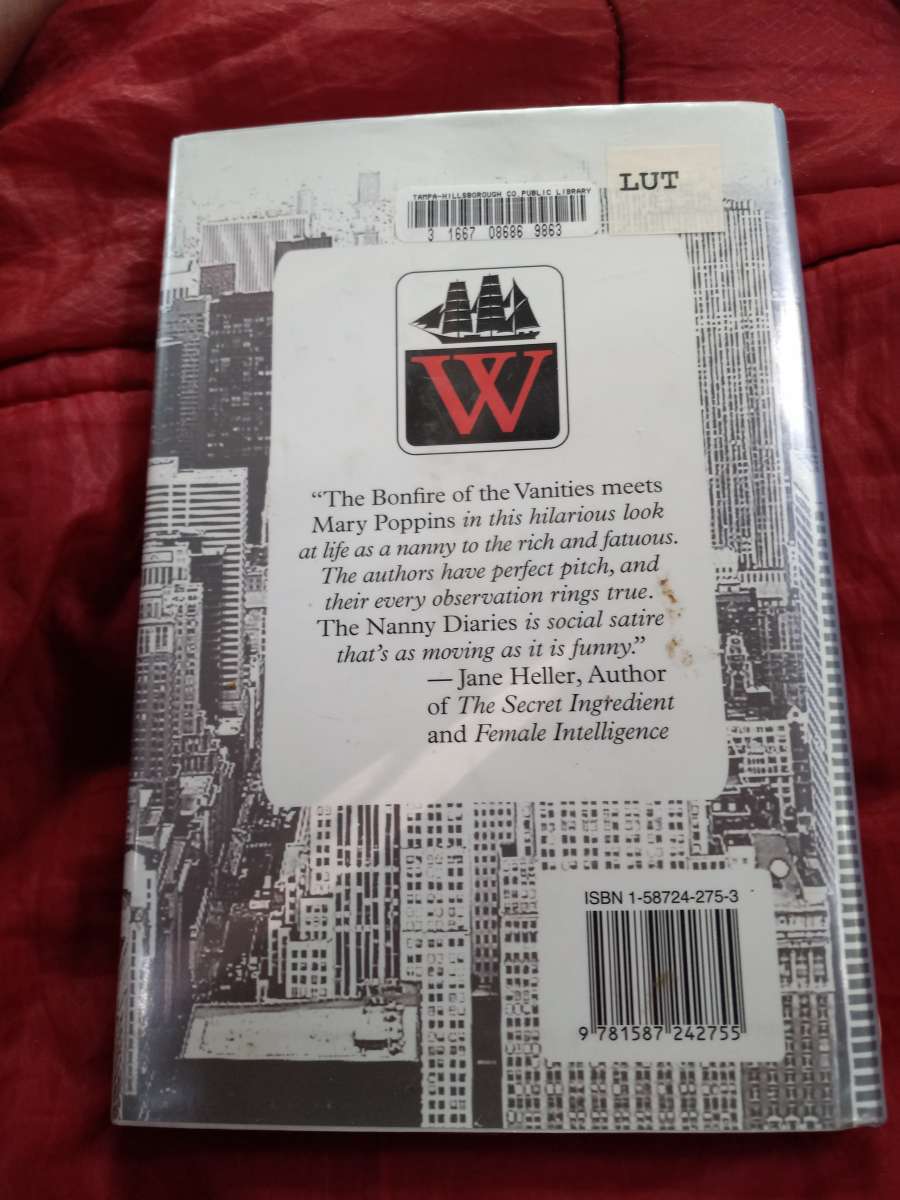 TAMPA-HILLSBOROUGH CO PUBLIC LIBRARY
3 1667 08686 9863
LUT
W
“The Bonfire of the Vanities meets
Mary Poppins in this hilarious look
at life as a nanny to the rich and fatuous.
The authors have perfect pitch, and
their every observation rings true.
The Nanny Diaries is social satire
that’s as moving as it is funny.”
— Jane Heller, Author
of The Secret Ingredient
and Female Intelligence
ISBN 1-58724-275-3
9 781587 242755